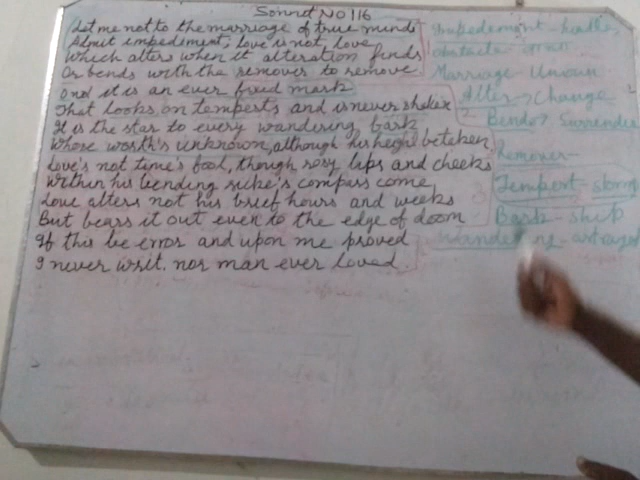 Sonnet No 116
Let me not to the marriage of true minds
Admit impediment, Love is not love
Which alters when it alteration finds
Or bends with the remover to remove
Ond it is an ever fixed mark
That looks on tempests and is never shaken
It is the star to every wandering bark
Whose worth's unknown, although his height be taken
Love's not time's fool, though rosy lips and cheeks
Within his bending sickle's compass come,
Love alters not his brief hours and weeks
But bears it out even to the edge of doom
If this be error and upon me proved
I never writ, nor man ever loved.
Impedement - hurdles,
obstacle
Marriage - Union
Alter -> Change
Bends -> Surrender
Remover -
Tempest - storm
Bark - ship
Wandering -